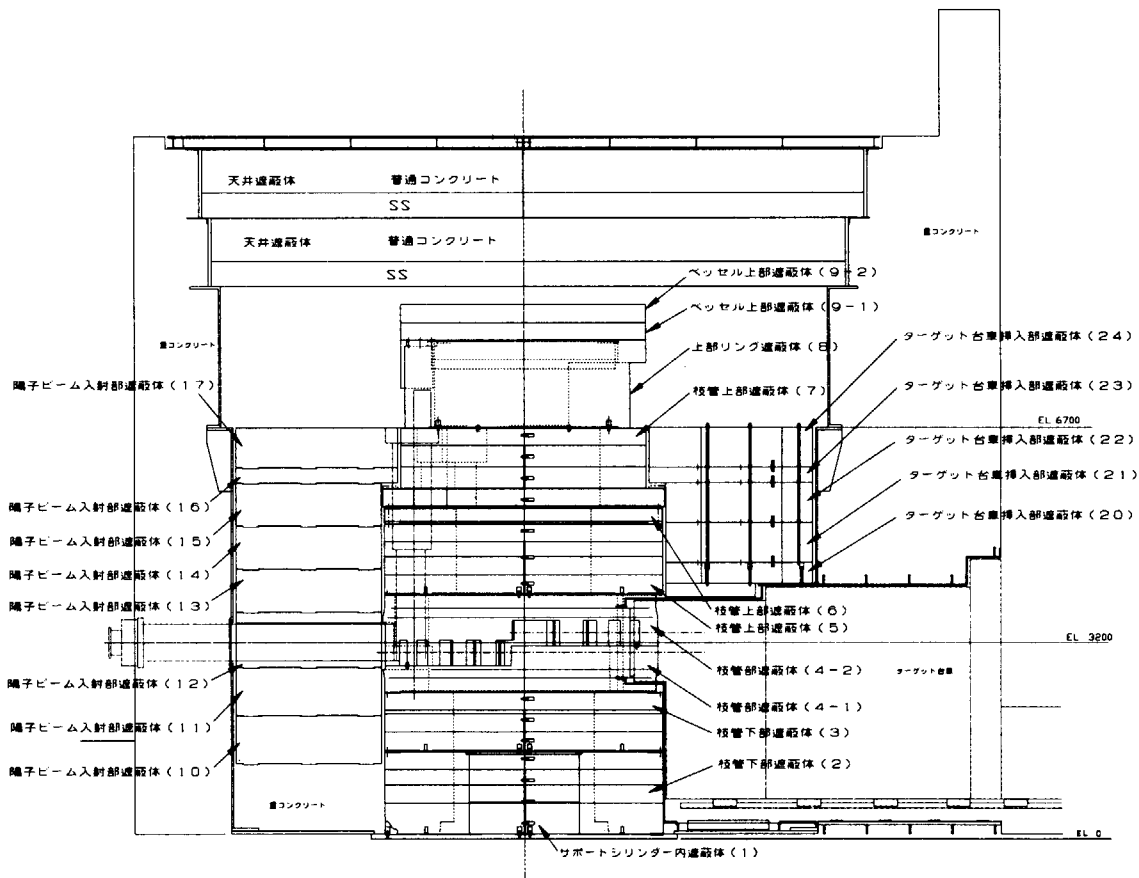 天井遮蔽体 普通コンクリート
SS
天井遮蔽体 普通コンクリート
SS
重コンクリート
ベッセル上部遮蔽体(9-2)
ベッセル上部遮蔽体(9-1)
上部リング遮蔽体(8)
枝管上部遮蔽体(7)
重コンクリート
ターゲット台車挿入部遮蔽体(24)
ターゲット台車挿入部遮蔽体(23)
EL 6700
ターゲット台車挿入部遮蔽体(22)
ターゲット台車挿入部遮蔽体(21)
ターゲット台車挿入部遮蔽体(20)
陽子ビーム入射部遮蔽体(17)
陽子ビーム入射部遮蔽体(16)
陽子ビーム入射部遮蔽体(15)
陽子ビーム入射部遮蔽体(14)
陽子ビーム入射部遮蔽体(13)
枝管上部遮蔽体(6)
枝管上部遮蔽体(5)
EL 3200
枝管部遮蔽体(4-2)
ターゲット台車
陽子ビーム入射部遮蔽体(12)
枝管部遮蔽体(4-1)
陽子ビーム入射部遮蔽体(11)
枝管下部遮蔽体(3)
陽子ビーム入射部遮蔽体(10)
枝管下部遮蔽体(2)
重コンクリート
EL 0
サポートシリンダー内遮蔽体(1)